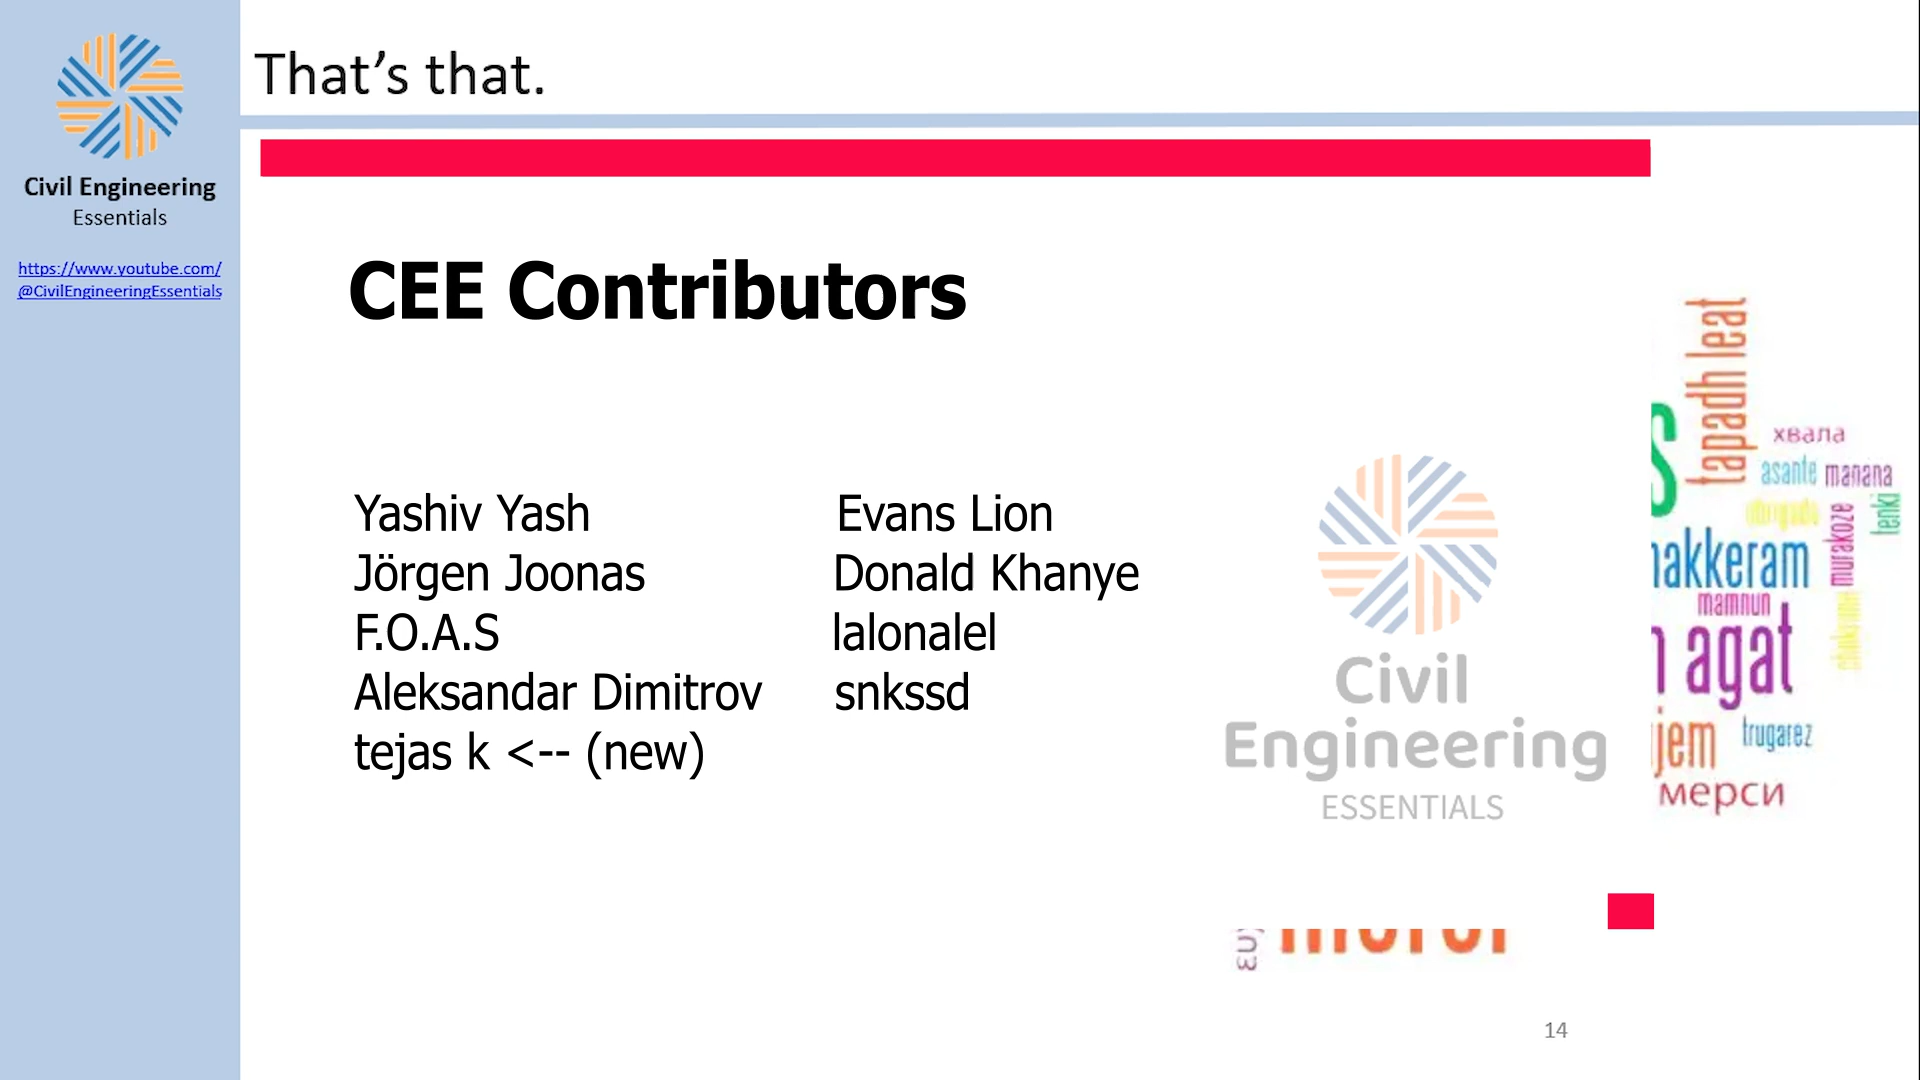 That’s that.
Civil Engineering
Essentials
https://www.youtube.com/
@CivilEngineeringEssentials
CEE Contributors
Yashiv Yash
Jörgen Joonas
F.O.A.S
Aleksandar Dimitrov
tejas k <-- (new)
Evans Lion
Donald Khanye
lalonalel
snkssd
Civil
Engineering
ESSENTIALS
tapadh leat
хвала
asante
manana
obrigado
murakoze
tenki
mamnun
agat
trugarez
мерси
14